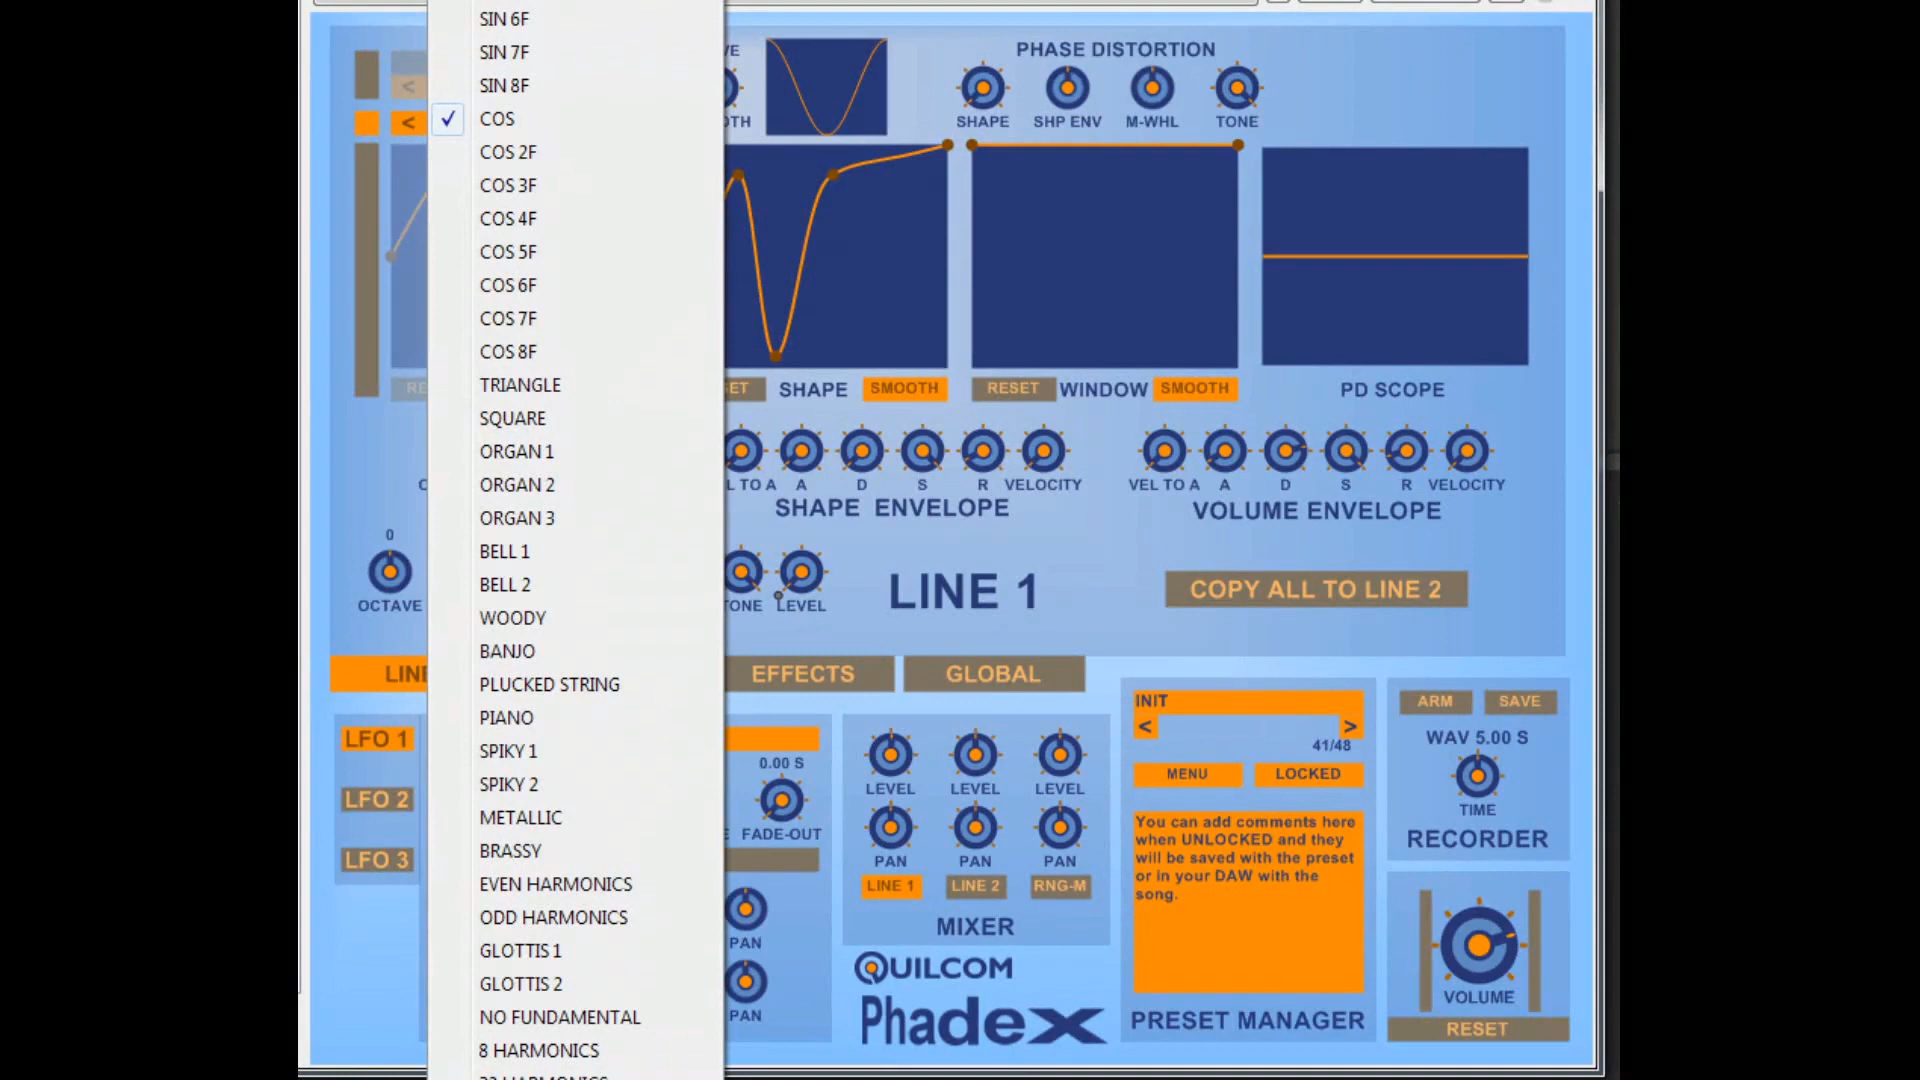 SIN 6F
SIN 7F
SIN 8F
✓ COS
COS 2F
COS 3F
COS 4F
COS 5F
COS 6F
COS 7F
COS 8F
TRIANGLE
SQUARE
ORGAN 1
ORGAN 2
ORGAN 3
BELL 1
BELL 2
WOODY
BANJO
PLUCKED STRING
PIANO
SPIKY 1
SPIKY 2
METALLIC
BRASSY
EVEN HARMONICS
ODD HARMONICS
GLOTTIS 1
GLOTTIS 2
NO FUNDAMENTAL
8 HARMONICS
PHASE DISTORTION
SHAPE SHP ENV M-WHL TONE
< 
<
SHAPE SMOOTH
RESET WINDOW SMOOTH
PD SCOPE
A D S R VELOCITY
SHAPE ENVELOPE
VEL TO A A D S R VELOCITY
VOLUME ENVELOPE
0
OCTAVE
TONE LEVEL
LINE 1
COPY ALL TO LINE 2
EFFECTS GLOBAL
LFO 1
LFO 2
LFO 3
0.00 S
FADE-OUT
PAN
PAN
LEVEL LEVEL LEVEL
PAN PAN PAN
LINE 1 LINE 2 RNG-M
MIXER
QUILCOM
Phadex
INIT
< >
41/48
MENU LOCKED
You can add comments here
when UNLOCKED and they
will be saved with the preset
or in your DAW with the
song.
PRESET MANAGER
ARM SAVE
WAV 5.00 S
TIME
RECORDER
VOLUME
RESET